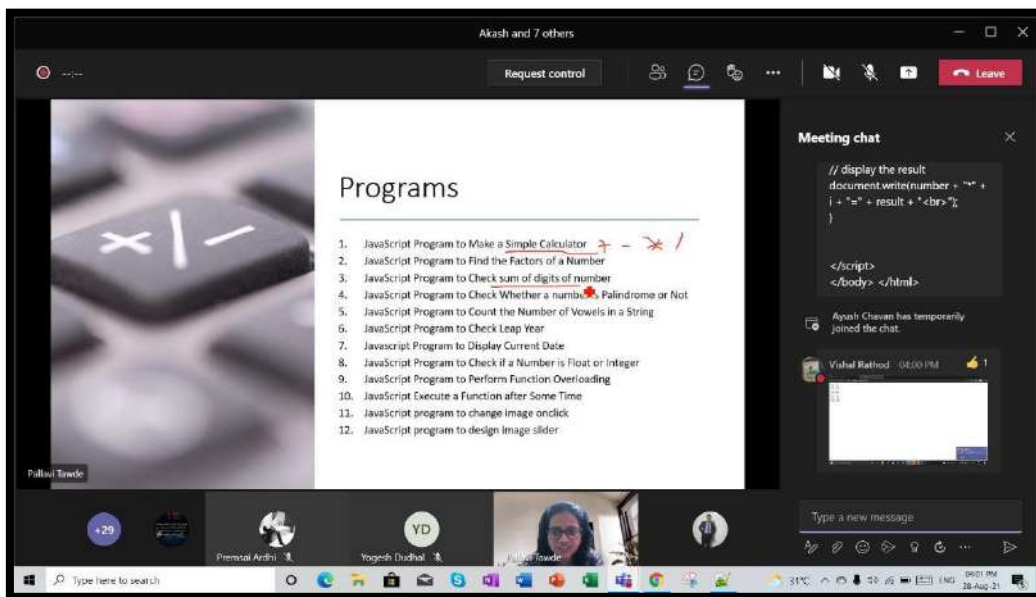 Akash and 7 others
--:--
Request control
Leave
Programs
1. JavaScript Program to Make a Simple Calculator + - * /
2. JavaScript Program to Find the Factors of a Number
3. JavaScript Program to Check sum of digits of number
4. JavaScript Program to Check Whether a number is Palindrome or Not
5. JavaScript Program to Count the Number of Vowels in a String
6. JavaScript Program to Check Leap Year
7. Javascript Program to Display Current Date
8. JavaScript Program to Check if a Number is Float or Integer
9. JavaScript Program to Perform Function Overloading
10. JavaScript Execute a Function after Some Time
11. JavaScript program to change image onclick
12. JavaScript program to design image slider
Pallavi Tawde
Meeting chat
// display the result
document.write(number + "*" +
i + "=" + result + "<br>");
}
</script>
</body> </html>
Ayush Chavan has temporarily
joined the chat.
Vishal Rathod 04:00 PM
1
Type a new message
+29
Premsai Ardhi
YD
Yogesh Dudhal
Pallavi Tawde
Type here to search
31°C
ENG
04:01 PM
28-Aug-21